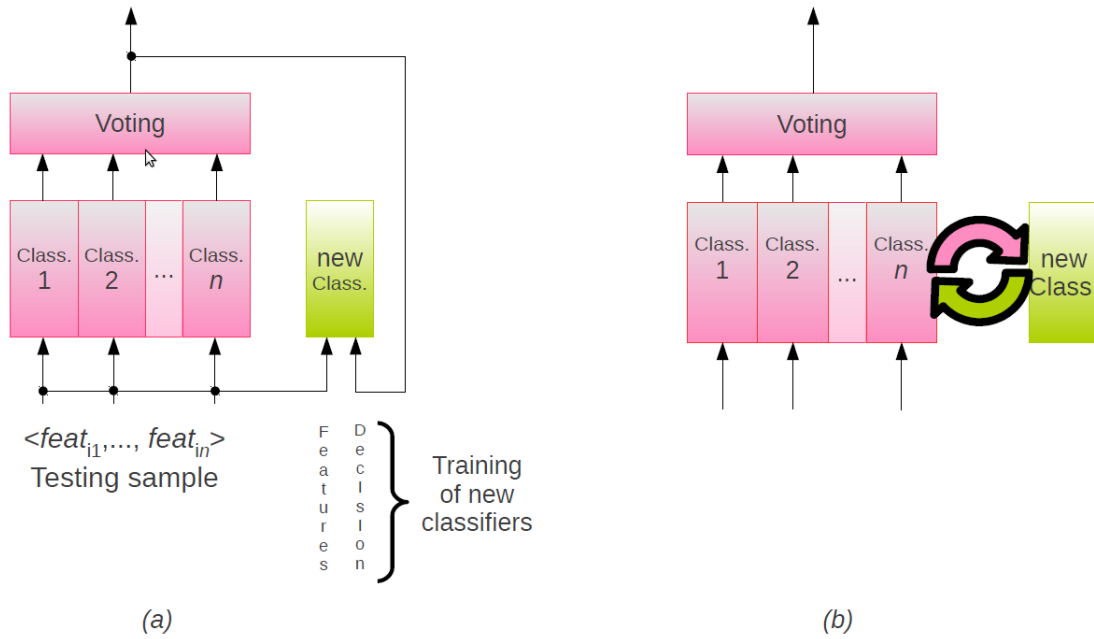 Voting
Class.
1
Class.
2
...
Class.
n
new
Class.
<feat_i1,..., feat_in>
Testing sample
Features
DecIsIon
Training
of new
classifiers
(a)
Voting
Class.
1
Class.
2
...
Class.
n
new
Class
(b)